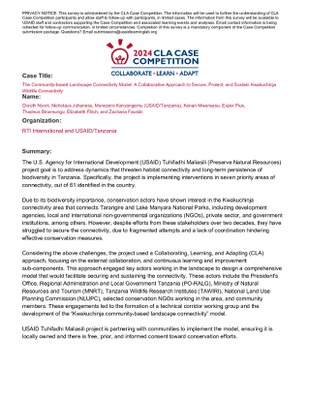 PRIVACY NOTICE: This survey is administered by the CLA Case Competition. The information will be used to further the understanding of CLA
Case Competition participants and allow staff to follow-up with participants, in limited cases. The information from this survey will be available to
USAID staff and contractors supporting the Case Competition and associated learning events and analyses. Email contact information is being
collected for follow-up communication, in limited circumstances. Completion of this survey is a mandatory component of the Case Competition
submission package. Questions? Email submissions@usaidlearninglab.org
2024 CLA CASE
COMPETITION
COLLABORATE • LEARN • ADAPT
Case Title:
The Community-based Landscape Connectivity Model: A Collaborative Approach to Secure, Protect, and Sustain Kwakuchinja
Wildlife Connectivity
Name:
Doroth Nyoni, Nicholaus Johaness, Manaseni Kanyangemu (USAID/Tanzania), Kenan Mwamasu, Esper Pius,
Thadeus Binamungu, Elizabeth Fitch, and Zacharia Faustin
Organization:
RTI International and USAID/Tanzania
Summary:
The U.S. Agency for International Development (USAID) Tuhifadhi Maliasili (Preserve Natural Resources)
project goal is to address dynamics that threaten habitat connectivity and long-term persistence of
biodiversity in Tanzania. Specifically, the project is implementing interventions in seven priority areas of
connectivity, out of 61 identified in the country.
Due to its biodiversity importance, conservation actors have shown interest in the Kwakuchinja
connectivity area that connects Tarangire and Lake Manyara National Parks, including development
agencies, local and international non-governmental organizations (NGOs), private sector, and government
institutions, among others. However, despite efforts from these stakeholders over two decades, they have
struggled to secure the connectivity, due to fragmented attempts and a lack of coordination hindering
effective conservation measures.
Considering the above challenges, the project used a Collaborating, Learning, and Adapting (CLA)
approach, focusing on the external collaboration, and continuous learning and improvement
sub-components. This approach engaged key actors working in the landscape to design a comprehensive
model that would facilitate securing and sustaining the connectivity. These actors include the President's
Office, Regional Administration and Local Government Tanzania (PO-RALG), Ministry of Natural
Resources and Tourism (MNRT), Tanzania Wildlife Research Institutes (TAWIRI), National Land Use
Planning Commission (NLUPC), selected conservation NGOs working in the area, and community
members. These engagements led to the formation of a technical corridor working group and the
development of the "Kwakuchinja community-based landscape connectivity" model.
USAID Tuhifadhi Maliasili project is partnering with communities to implement the model, ensuring it is
locally owned and there is free, prior, and informed consent toward conservation efforts.